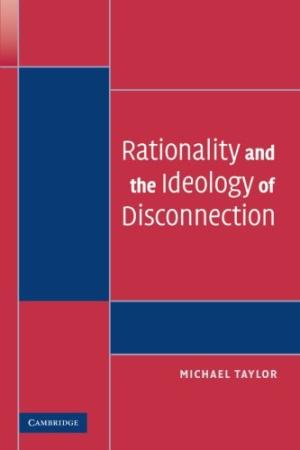 Rationality and
the Ideology of
Disconnection
MICHAEL TAYLOR
CAMBRIDGE